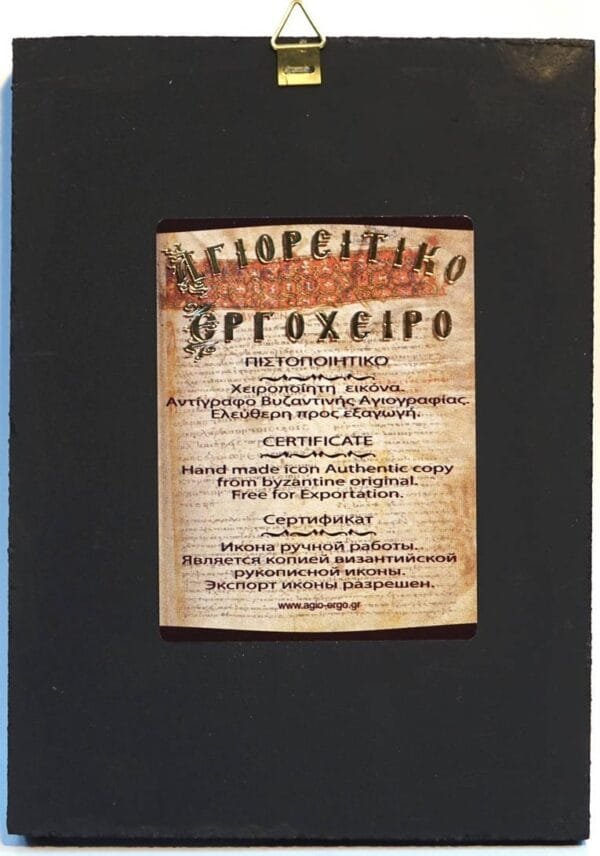 ΑΓΙΟΡΕΙΤΙΚΟ
ΕΡΓΟΧΕΙΡΟ
ΠΙΣΤΟΠΟΙΗΤΙΚΟ
Χειροποίητη εικόνα.
Αντίγραφο Βυζαντινής Αγιογραφίας.
Ελεύθερη προς εξαγωγή.
CERTIFICATE
Hand made icon Authentic copy
from byzantine original.
Free for Exportation.
Сертификат
Икона ручной работы.
Является копией византийской
рукописной иконы.
Экспорт иконы разрешен.
www.agio-ergo.gr